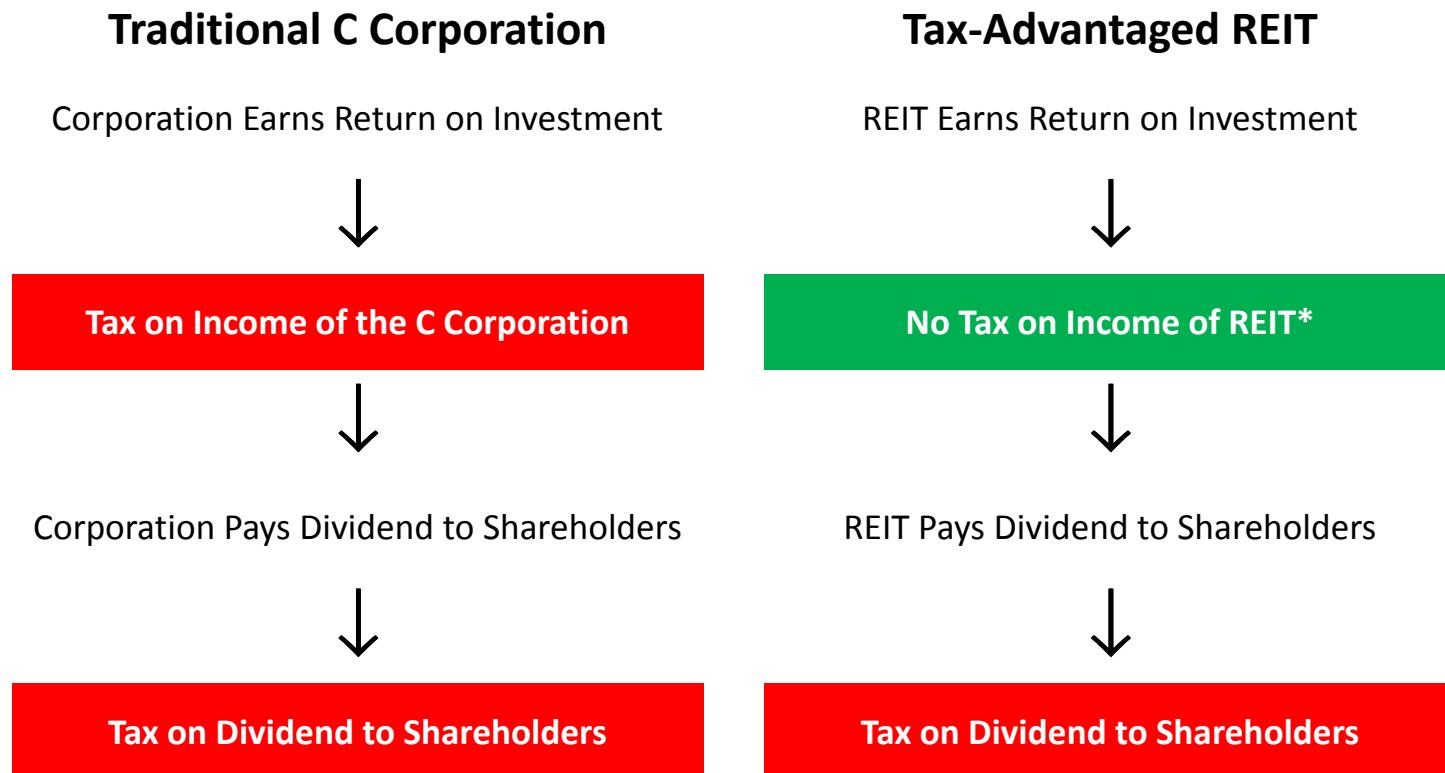 Traditional C Corporation
Corporation Earns Return on Investment
Tax on Income of the C Corporation
Corporation Pays Dividend to Shareholders
Tax on Dividend to Shareholders
Tax-Advantaged REIT
REIT Earns Return on Investment
No Tax on Income of REIT*
REIT Pays Dividend to Shareholders
Tax on Dividend to Shareholders